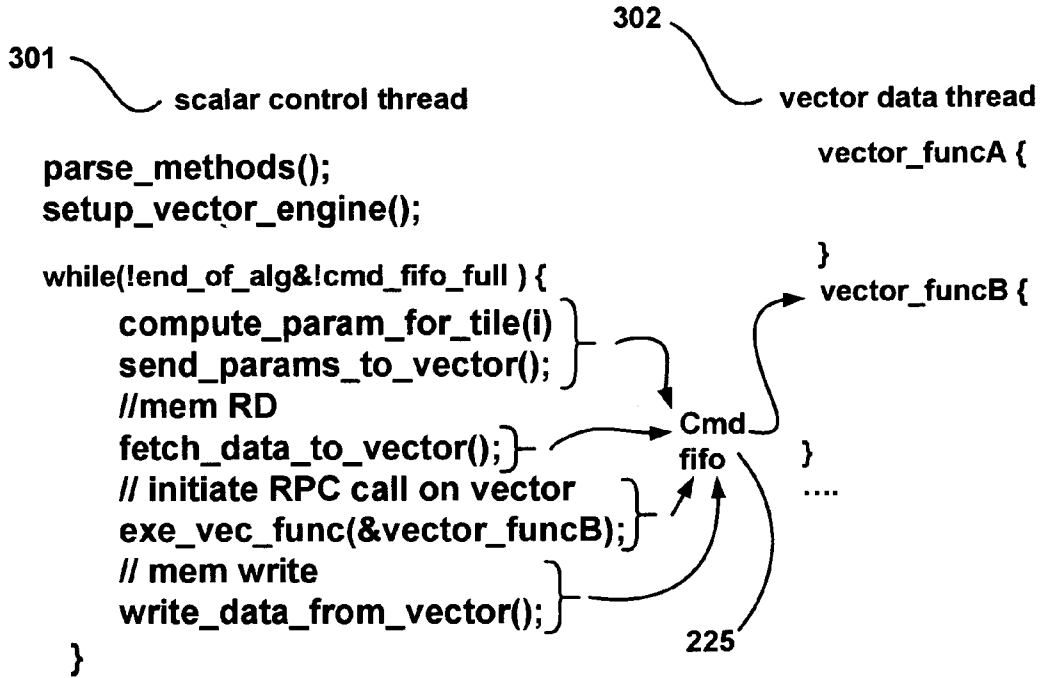 301
scalar control thread
parse_methods();
setup_vector_engine();
while(!end_of_alg&!cmd_fifo_full ) {
compute_param_for_tile(i)
send_params_to_vector();
//mem RD
fetch_data_to_vector();
// initiate RPC call on vector
exe_vec_func(&vector_funcB);
// mem write
write_data_from_vector();
}
302
vector data thread
vector_funcA {
}
vector_funcB {
}
....
Cmd
fifo
225